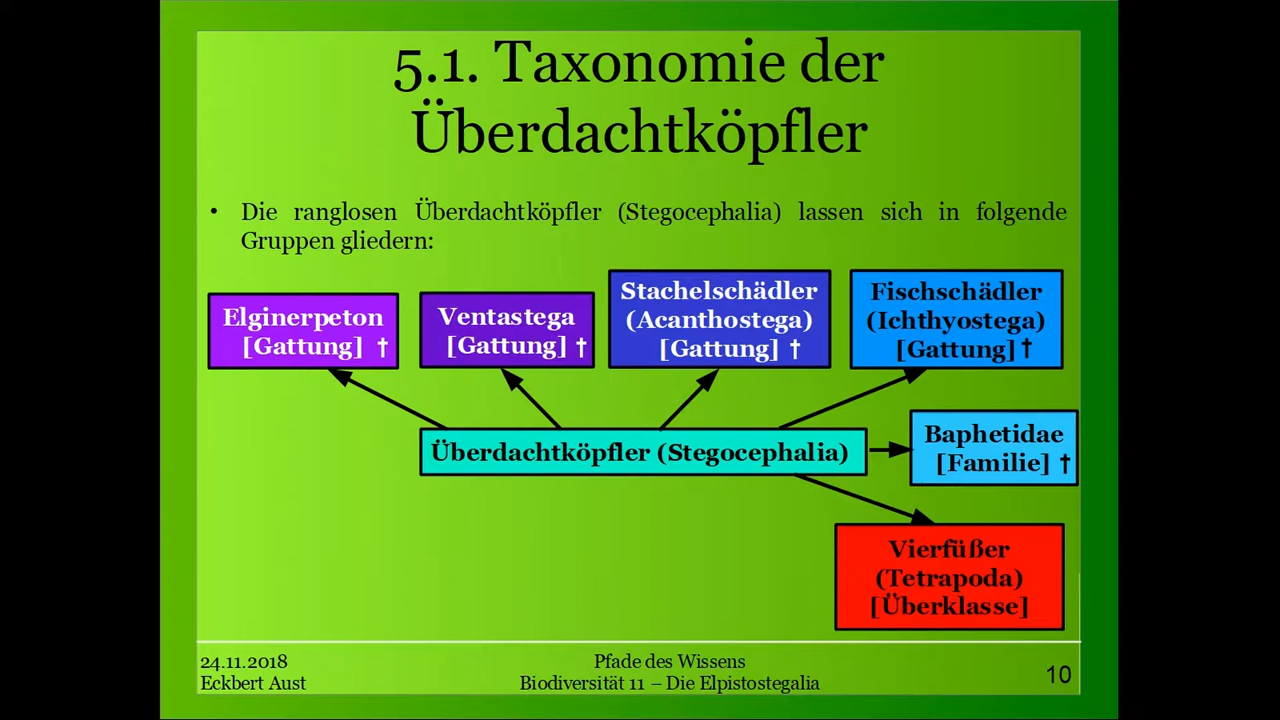 5.1. Taxonomie der
Überdachtköpfler
• Die ranglosen Überdachtköpfler (Stegocephalia) lassen sich in folgende
Gruppen gliedern:
Elginerpeton
[Gattung] †
Ventastega
[Gattung] †
Stachelschädler
(Acanthostega)
[Gattung] †
Fischschädler
(Ichthyostega)
[Gattung] †
Überdachtköpfler (Stegocephalia)
Baphetidae
[Familie] †
Vierfüßer
(Tetrapoda)
[Überklasse]
24.11.2018
Eckbert Aust
Pfade des Wissens
Biodiversität 11 – Die Elpistostegalia
10